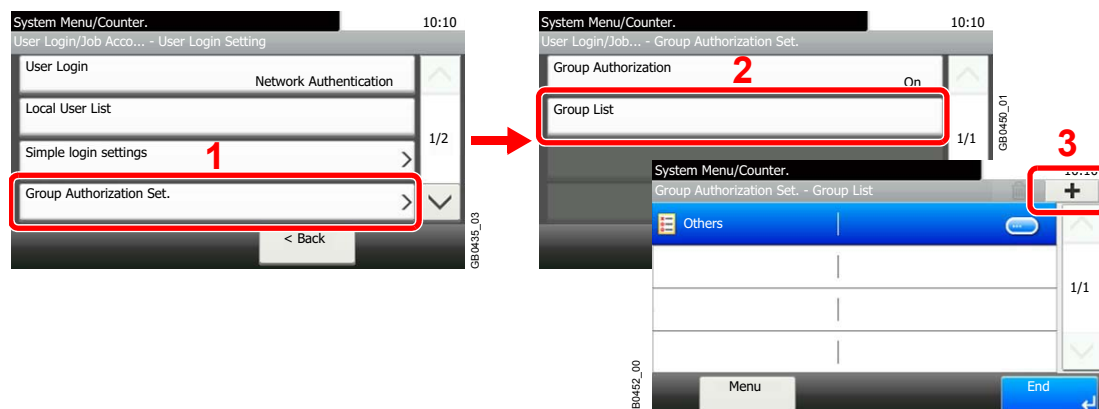 System Menu/Counter. 10:10
User Login/Job Acco... - User Login Setting
User Login
Network Authentication
Local User List
1/2
Simple login settings
1
Group Authorization Set.
< Back
GB0435_03
System Menu/Counter. 10:10
User Login/Job... - Group Authorization Set.
Group Authorization
2
On
Group List
1/1
GB0450_01
3
System Menu/Counter. 10:10
Group Authorization Set. - Group List
Others
1/1
Menu
End
B0452_00